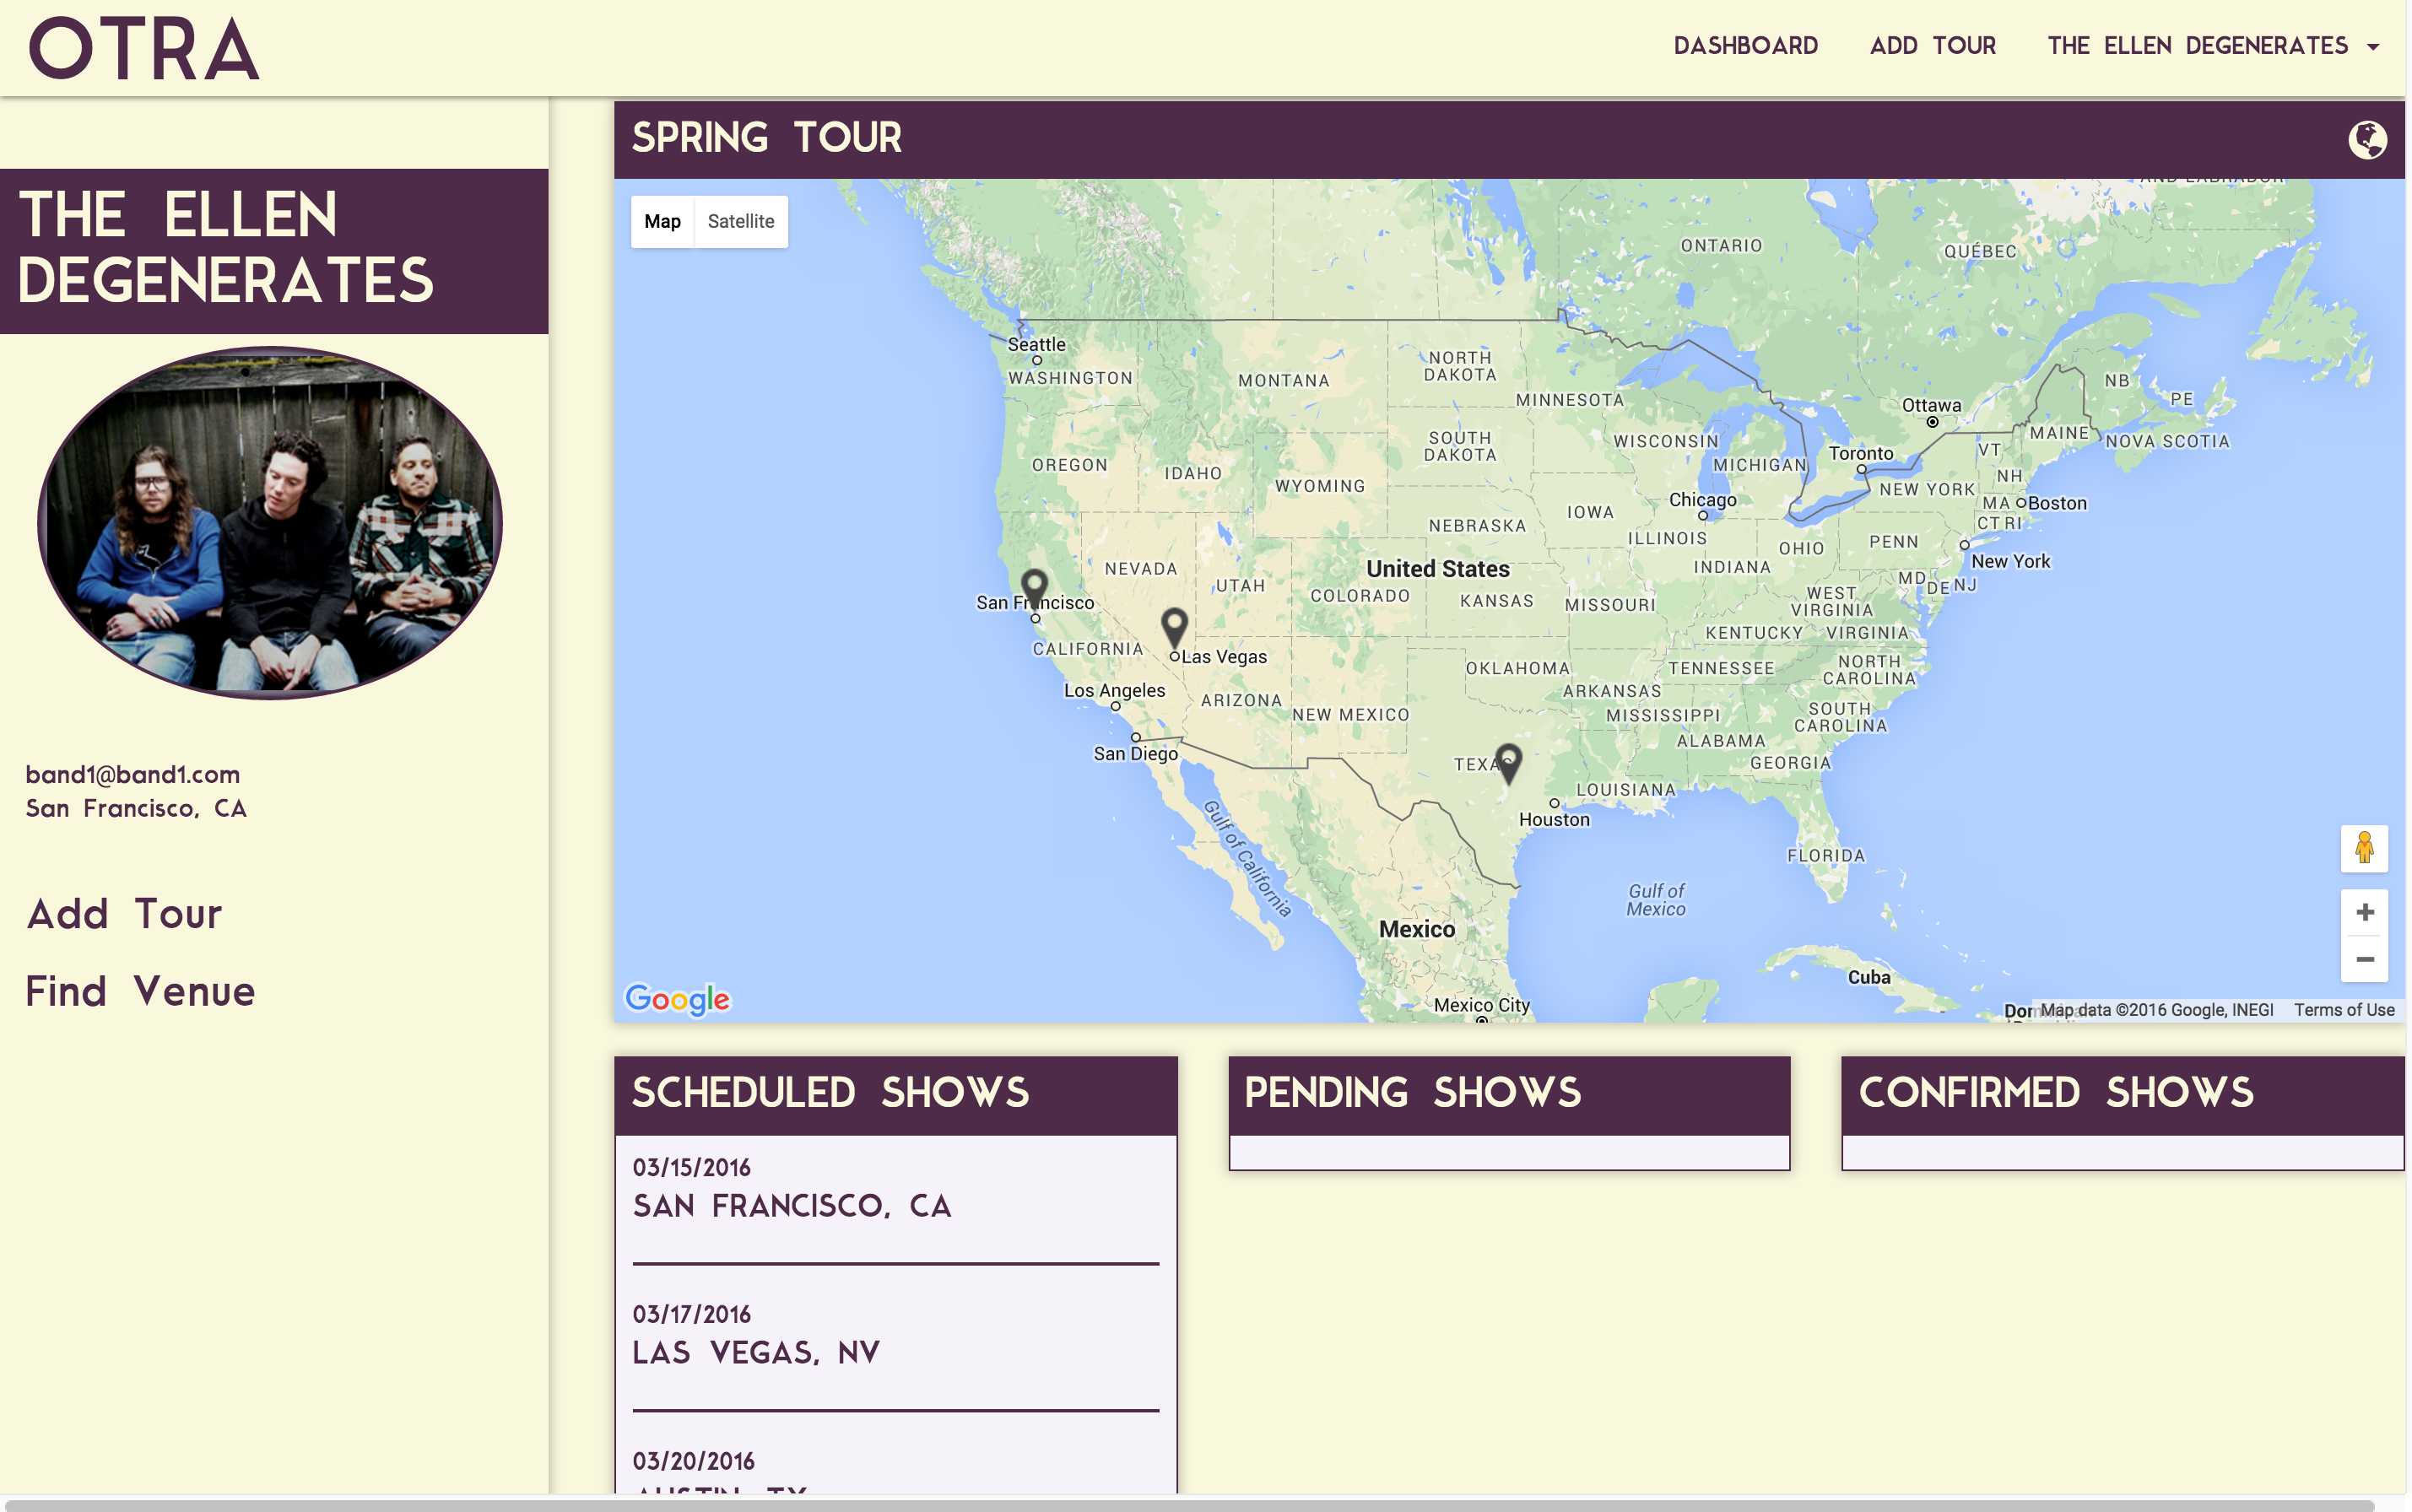 OTRA
DASHBOARD
ADD TOUR
THE ELLEN DEGENERATES
THE ELLEN
DEGENERATES
band1@band1.com
San Francisco, CA
Add Tour
Find Venue
SPRING TOUR
Map
Satellite
ONTARIO
QUÉBEC
AND LABRADOR
Seattle
WASHINGTON
MONTANA
NORTH
DAKOTA
MINNESOTA
Ottawa
NB
PE
MAINE
NOVA SCOTIA
OREGON
IDAHO
WYOMING
SOUTH
DAKOTA
WISCONSIN
MICHIGAN
Toronto
VT
NH
NEW YORK
MA
Boston
CT RI
Chicago
IOWA
NEBRASKA
ILLINOIS
INDIANA
OHIO
PENN
New York
NEVADA
UTAH
United States
COLORADO
KANSAS
MISSOURI
WEST
VIRGINIA
MD
DE NJ
San Francisco
CALIFORNIA
Las Vegas
KENTUCKY
VIRGINIA
OKLAHOMA
TENNESSEE
NORTH
CAROLINA
Los Angeles
ARIZONA
NEW MEXICO
ARKANSAS
MISSISSIPPI
SOUTH
CAROLINA
San Diego
ALABAMA
GEORGIA
TEXAS
LOUISIANA
Houston
FLORIDA
Gulf of California
Gulf of
Mexico
Mexico
Cuba
Mexico City
Google
Map data ©2016 Google, INEGI
Terms of Use
SCHEDULED SHOWS
03/15/2016
SAN FRANCISCO, CA
03/17/2016
LAS VEGAS, NV
03/20/2016
AUSTIN, TX
PENDING SHOWS
CONFIRMED SHOWS